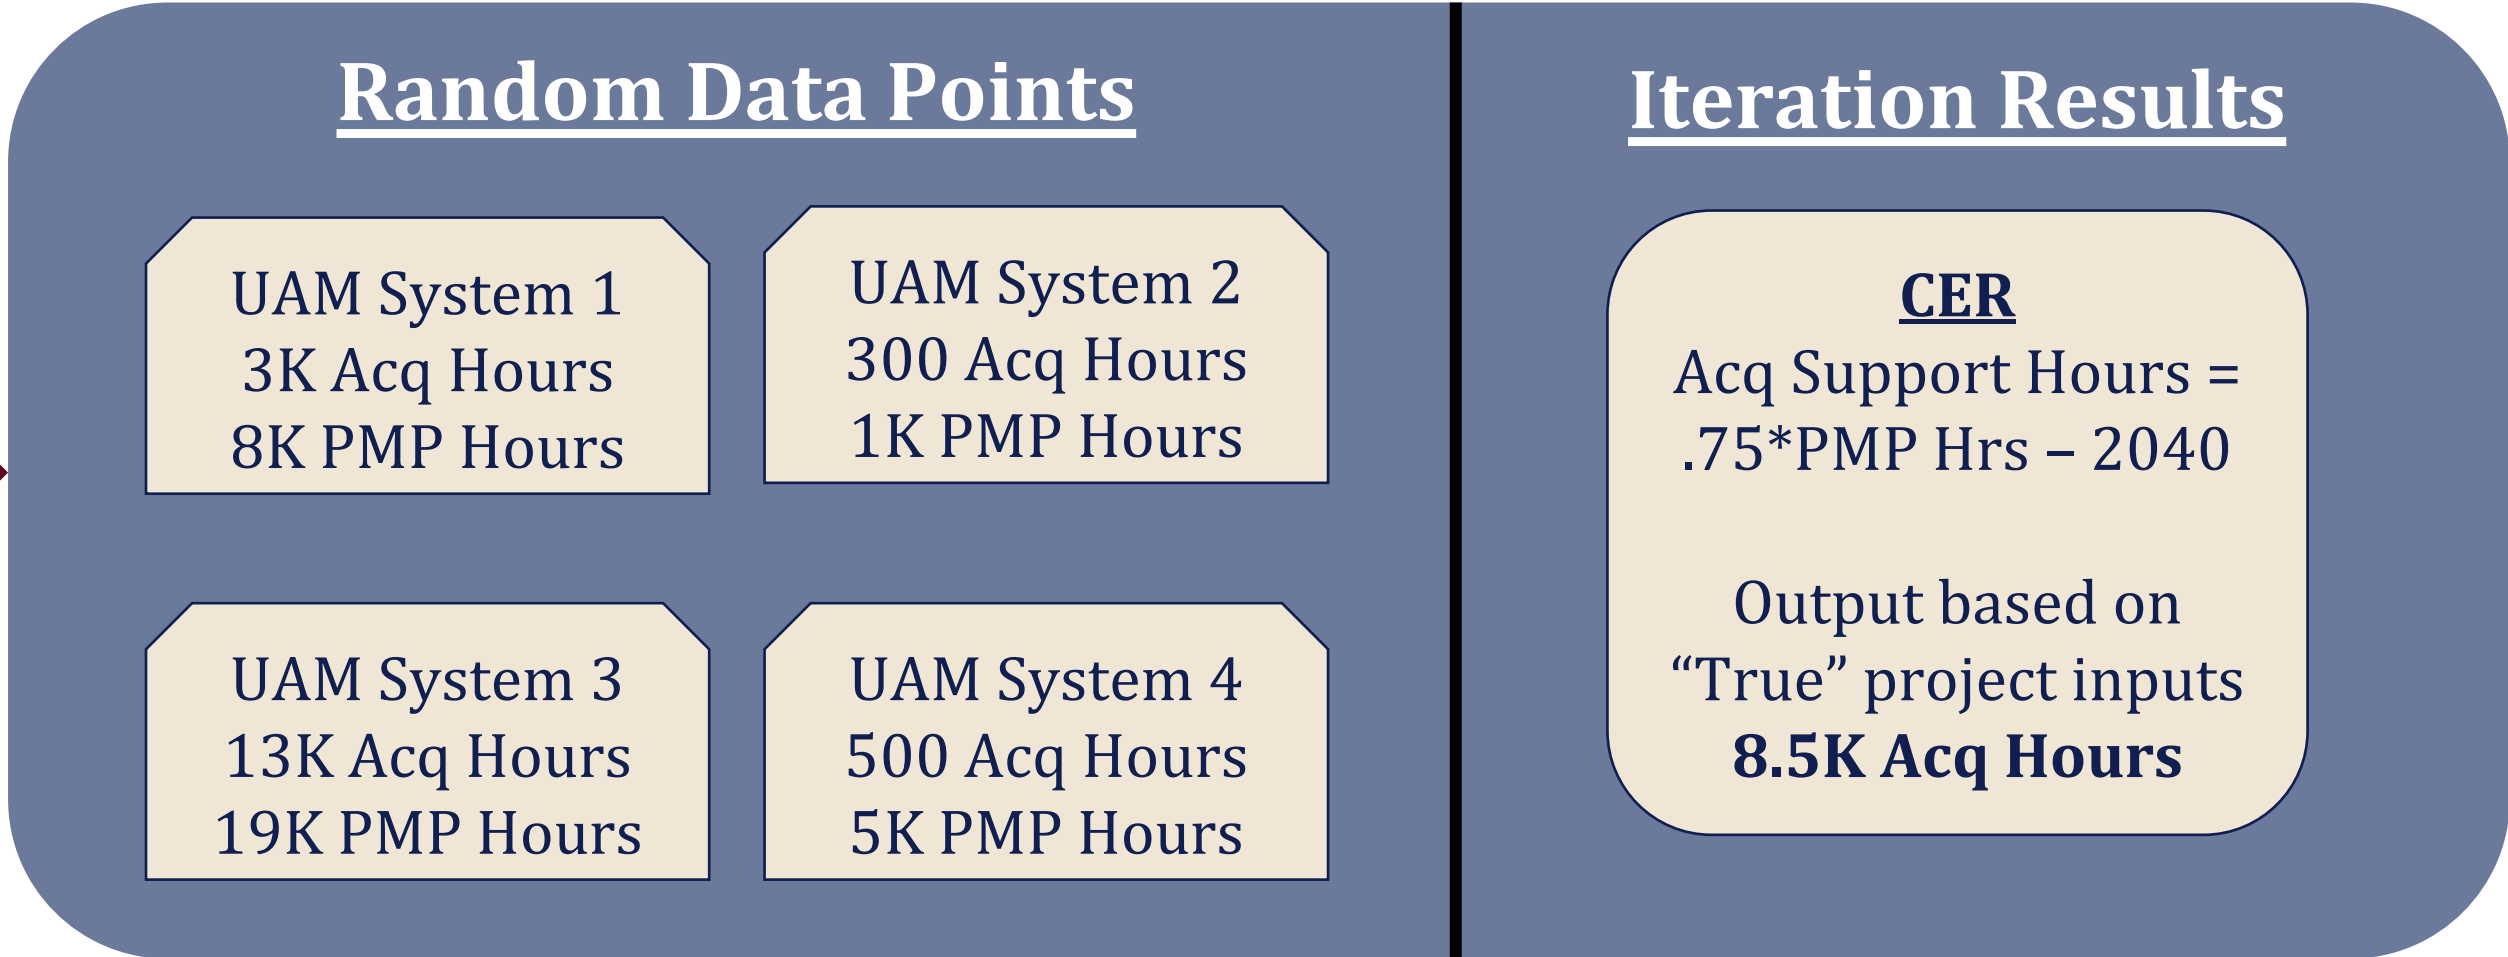 Random Data Points
UAM System 1
3K Acq Hours
8K PMP Hours
UAM System 2
300 Acq Hours
1K PMP Hours
UAM System 3
13K Acq Hours
19K PMP Hours
UAM System 4
500 Acq Hours
5K PMP Hours
Iteration Results
CER
Acq Support Hours =
.75*PMP Hrs – 2040
Output based on
“True” project inputs
8.5K Acq Hours